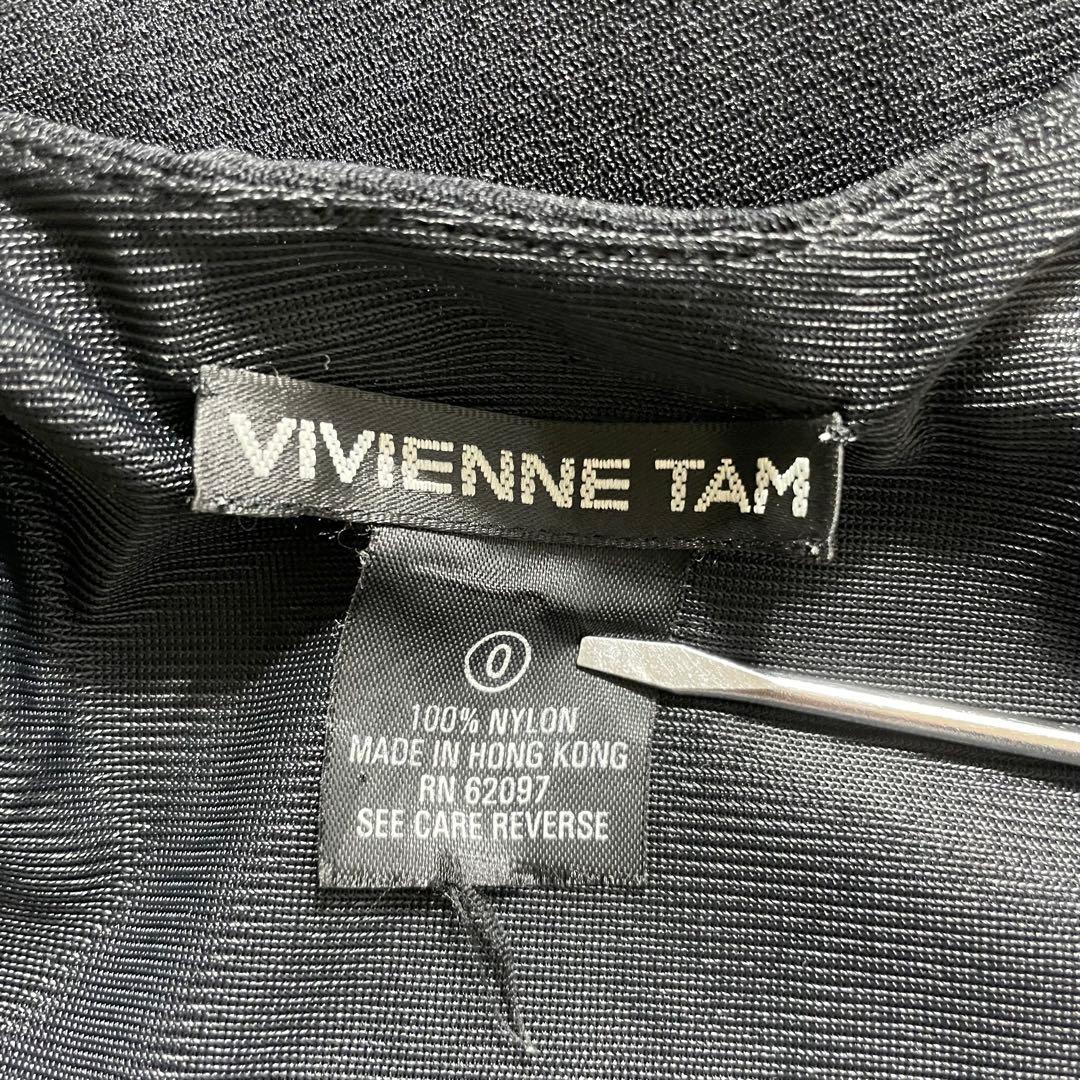 VIVIENNE TAM
0
100% NYLON
MADE IN HONG KONG
RN 62097
SEE CARE REVERSE